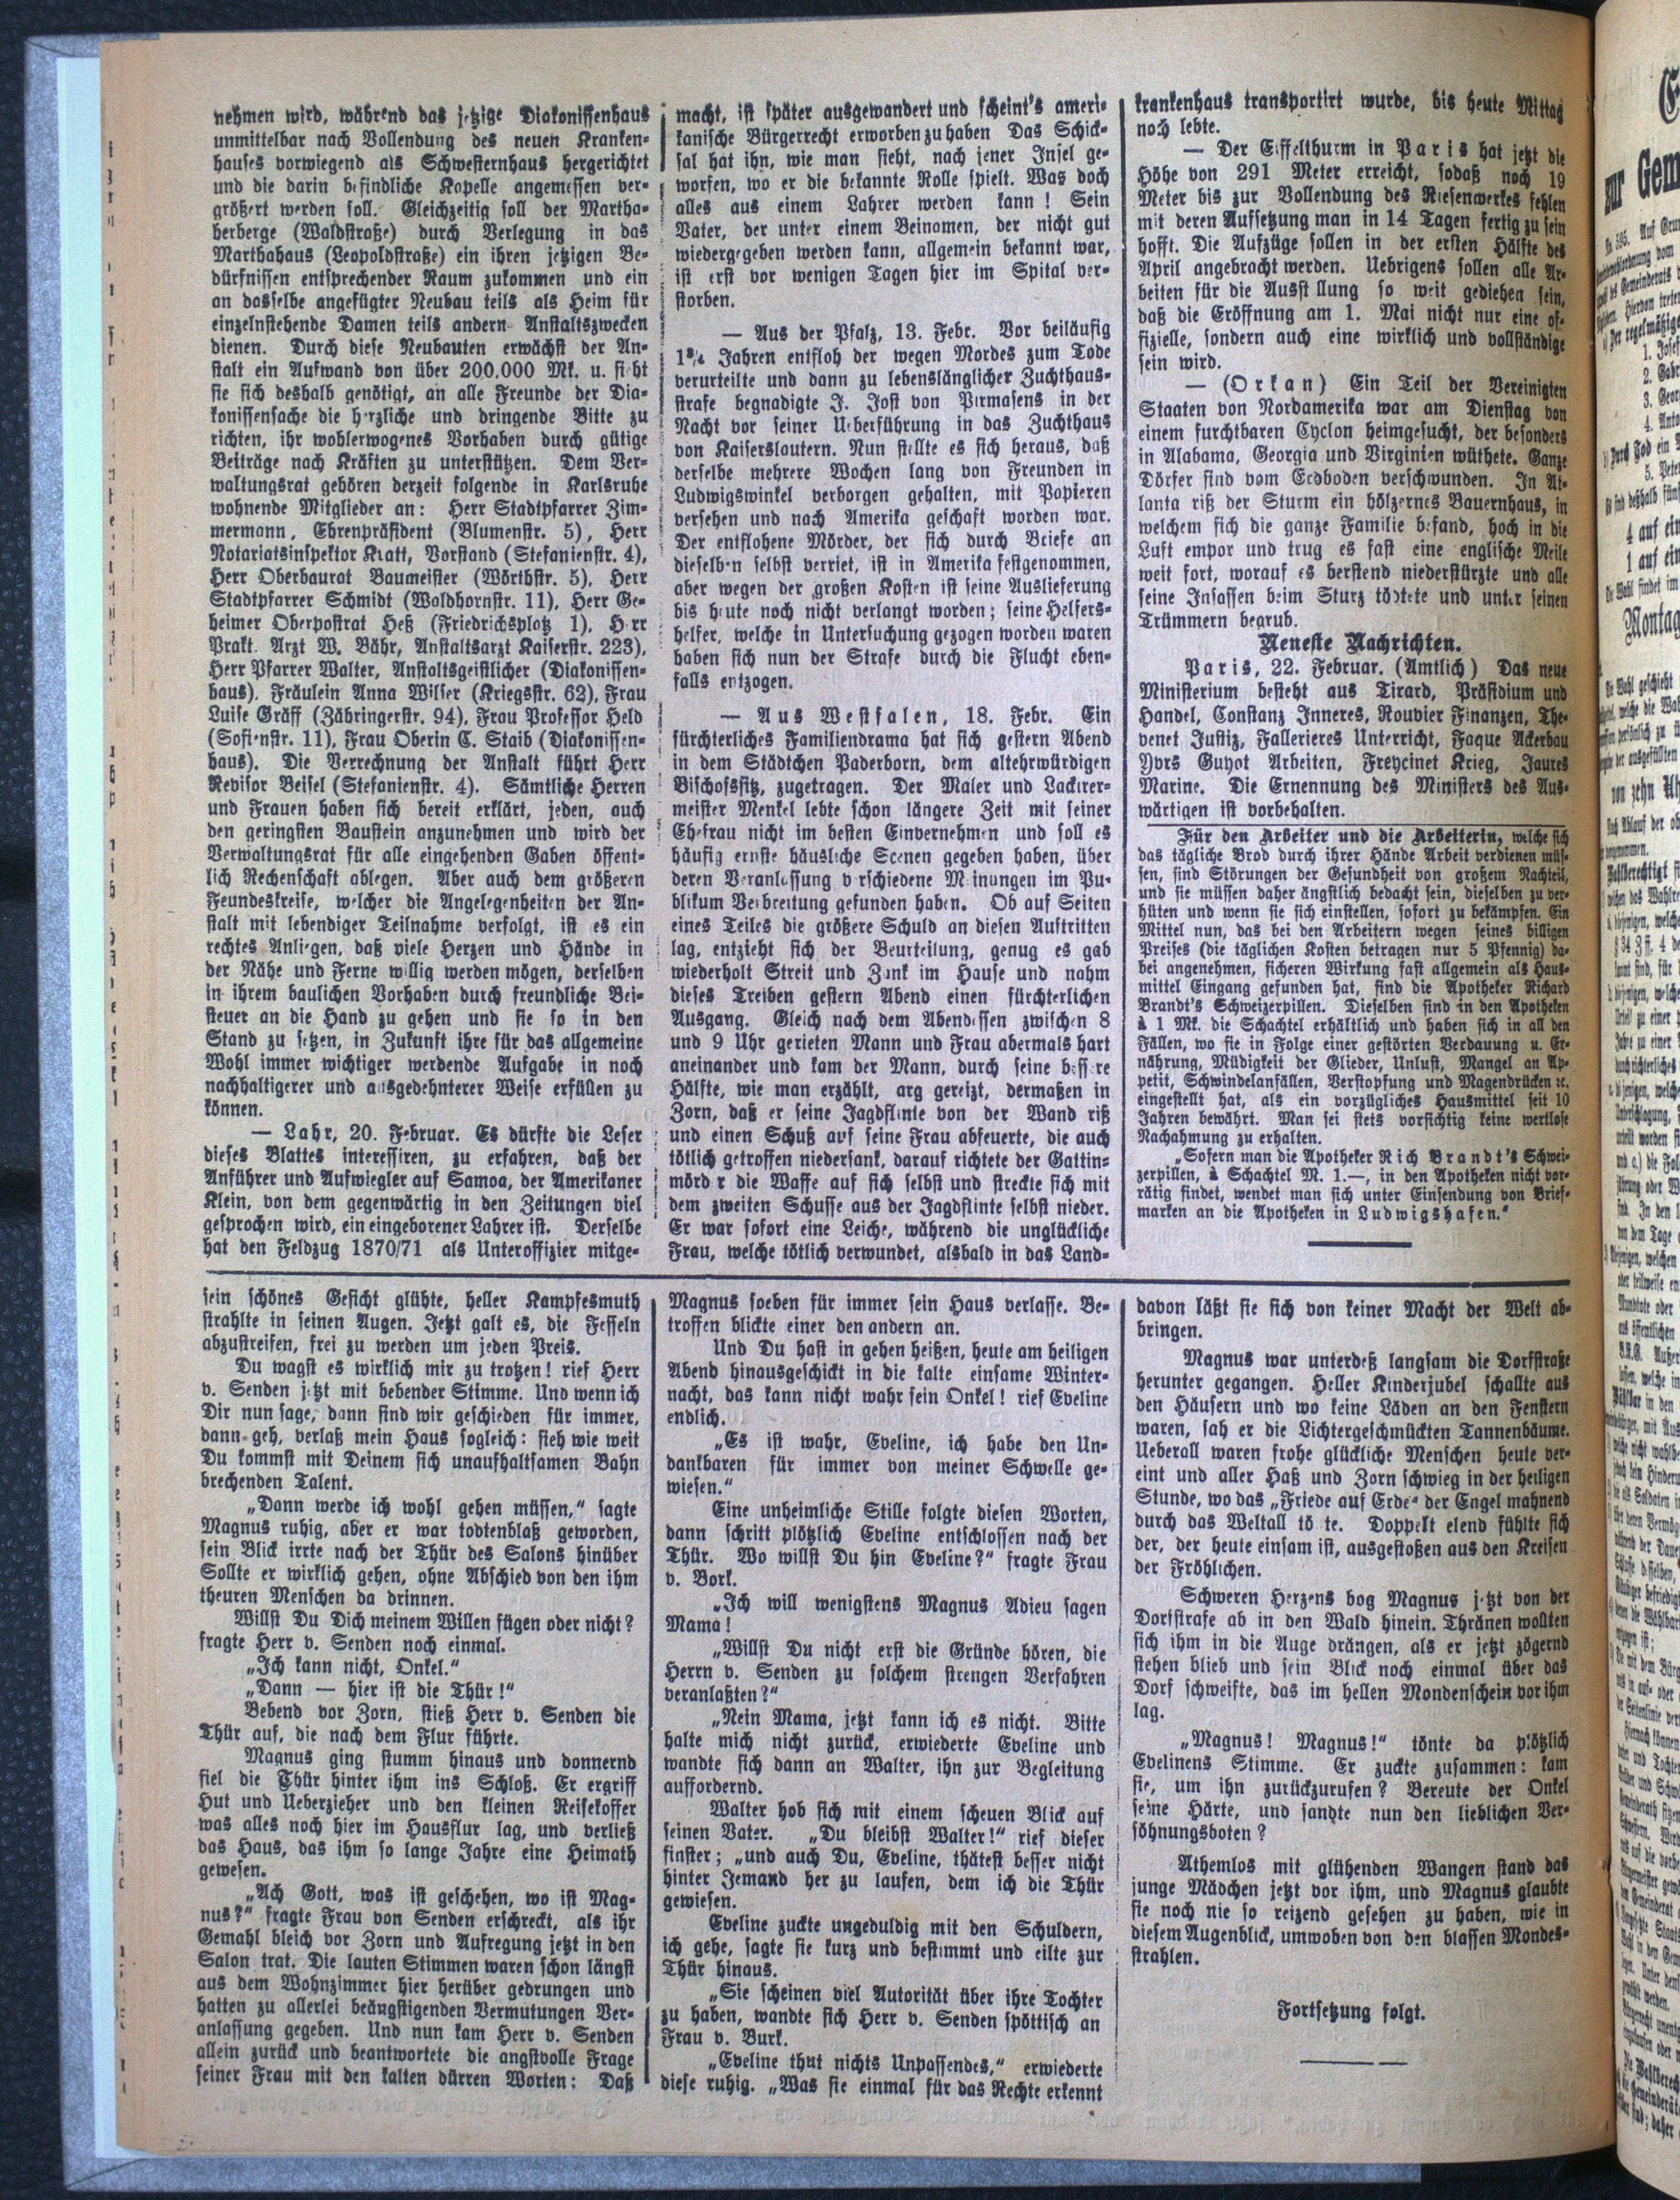 nehmen wird, während das jetzige Diakonissenhaus
unmittelbar nach Vollendung des neuen Kranken-
hauses vorwiegend als Schwesternhaus hergerichtet
und die darin befindliche Kapelle angemessen ver-
größert werden soll. Gleichzeitig soll der Martha-
herberge (Waldstraße) durch Verlegung in das
Marthahaus (Leopoldstraße) ein ihren jetzigen Be-
dürfnissen entsprechender Raum zukommen und ein
an dasselbe angefügter Neubau teils als Heim für
einzelnstehende Damen teils andern Anstaltszwecken
dienen. Durch diese Neubauten erwächst der An-
stalt ein Aufwand von über 200.000 Mk. u. sieht
sie sich deshalb genötigt, an alle Freunde der Dia-
konissensache die herzliche und dringende Bitte zu
richten, ihr wohlerwogenes Vorhaben durch gütige
Beiträge nach Kräften zu unterstützen. Dem Ver-
waltungsrat gehören derzeit folgende in Karlsruhe
wohnende Mitglieder an: Herr Stadtpfarrer Zim-
mermann, Ehrenpräsident (Blumenstr. 5), Herr
Notariatsinspektor Kratt, Vorstand (Stefanienstr. 4),
Herr Oberbaurat Baumeister (Wörthstr. 5), Herr
Stadtpfarrer Schmidt (Waldhornstr. 11), Herr Ge-
heimer Oberpostrat Heß (Friedrichsplatz 1), Herr
Prakt. Arzt W. Bähr, Anstaltsarzt Kaiserstr. 223),
Herr Pfarrer Walter, Anstaltsgeistlicher (Diakonissen-
haus). Fräulein Anna Wilser (Kriegsstr. 62), Frau
Luise Gräff (Zähringerstr. 94), Frau Professor Held
(Sofienstr. 11), Frau Oberin C. Staib (Diakonissen-
haus). Die Verrechnung der Anstalt führt Herr
Revisor Beisel (Stefanienstr. 4). Sämtliche Herren
und Frauen haben sich bereit erklärt, jeden, auch
den geringsten Baustein anzunehmen und wird der
Verwaltungsrat für alle eingehenden Gaben öffent-
lich Rechenschaft ablegen. Aber auch dem größeren
Feundeskreise, welcher die Angelegenheiten der An-
stalt mit lebendiger Teilnahme verfolgt, ist es ein
rechtes Anliegen, daß viele Herzen und Hände in
der Nähe und Ferne willig werden mögen, derselben
in ihrem baulichen Vorhaben durch freundliche Bei-
steuer an die Hand zu gehen und sie so in den
Stand zu setzen, in Zukunft ihre für das allgemeine
Wohl immer wichtiger werdende Aufgabe in noch
nachhaltigerer und ausgedehnterer Weise erfüllen zu
können.
— Lahr, 20. Februar. Es dürfte die Leser
dieses Blattes interessiren, zu erfahren, daß der
Anführer und Aufwiegler auf Samoa, der Amerikaner
Klein, von dem gegenwärtig in den Zeitungen viel
gesprochen wird, ein eingeborener Lahrer ist. Derselbe
hat den Feldzug 1870/71 als Unteroffizier mitge-
macht, ist später ausgewandert und scheint's ameri-
kanische Bürgerrecht erworben zu haben Das Schick-
sal hat ihn, wie man sieht, nach jener Insel ge-
worfen, wo er die bekannte Rolle spielt. Was doch
alles aus einem Lahrer werden kann! Sein
Vater, der unter einem Beinamen, der nicht gut
wiedergegeben werden kann, allgemein bekannt war,
ist erst vor wenigen Tagen hier im Spital ver-
storben.
— Aus der Pfalz, 13. Febr. Vor beiläufig
1¾ Jahren entfloh der wegen Mordes zum Tode
verurteilte und dann zu lebenslänglicher Zuchthaus-
strafe begnadigte J. Jost von Pirmasens in der
Nacht vor seiner Ueberführung in das Zuchthaus
von Kaiserslautern. Nun stellte es sich heraus, daß
derselbe mehrere Wochen lang von Freunden in
Ludwigswinkel verborgen gehalten, mit Papieren
versehen und nach Amerika geschaft worden war.
Der entflohene Mörder, der sich durch Briefe an
dieselben selbst verriet, ist in Amerika festgenommen,
aber wegen der großen Kosten ist seine Auslieferung
bis heute noch nicht verlangt worden; seine Helfers-
helfer, welche in Untersuchung gezogen worden waren
haben sich nun der Strafe durch die Flucht eben-
falls entzogen.
— Aus Westfalen, 18. Febr. Ein
fürchterliches Familiendrama hat sich gestern Abend
in dem Städtchen Paderborn, dem altehrwürdigen
Bischofssitz, zugetragen. Der Maler und Lackirer-
meister Menkel lebte schon längere Zeit mit seiner
Ehefrau nicht im besten Einvernehmen und soll es
häufig ernste häusliche Scenen gegeben haben, über
deren Veranlassung verschiedene Meinungen im Pu-
blikum Verbreitung gefunden haben. Ob auf Seiten
eines Teiles die größere Schuld an diesen Auftritten
lag, entzieht sich der Beurteilung, genug es gab
wiederholt Streit und Zank im Hause und nahm
dieses Treiben gestern Abend einen fürchterlichen
Ausgang. Gleich nach dem Abendessen zwischen 8
und 9 Uhr gerieten Mann und Frau abermals hart
aneinander und kam der Mann, durch seine bessere
Hälfte, wie man erzählt, arg gereizt, dermaßen in
Zorn, daß er seine Jagdflinte von der Wand riß
und einen Schuß auf seine Frau abfeuerte, die auch
tötlich getroffen niedersank, darauf richtete der Gattin-
mörd r die Waffe auf sich selbst und streckte sich mit
dem zweiten Schusse aus der Jagdflinte selbst nieder.
Er war sofort eine Leiche, während die unglückliche
Frau, welche tötlich verwundet, alsbald in das Land-
krankenhaus transportirt wurde, bis heute Mittag
noch lebte.
— Der Eiffelthurm in Paris hat jetzt die
Höhe von 291 Meter erreicht, sodaß noch 19
Meter bis zur Vollendung des Riesenwerkes fehlen
mit deren Aufsetzung man in 14 Tagen fertig zu sein
hofft. Die Aufzüge sollen in der ersten Hälfte des
April angebracht werden. Uebrigens sollen alle Ar-
beiten für die Ausstellung so weit gediehen sein,
daß die Eröffnung am 1. Mai nicht nur eine of-
fizielle, sondern auch eine wirklich und vollständige
sein wird.
— (Orkan) Ein Teil der Vereinigten
Staaten von Nordamerika war am Dienstag von
einem furchtbaren Cyclon heimgesucht, der besonders
in Alabama, Georgia und Virginien wüthete. Ganze
Dörfer sind vom Erdboden verschwunden. In At-
lanta riß der Sturm ein hölzernes Bauernhaus, in
welchem sich die ganze Familie befand, hoch in die
Luft empor und trug es fast eine englische Meile
weit fort, worauf es berstend niederstürzte und alle
seine Insassen beim Sturz tödtete und unter seinen
Trümmern begrub.
Neueste Nachrichten.
Paris, 22. Februar. (Amtlich) Das neue
Ministerium besteht aus Tirard, Präsidium und
Handel, Constanz Inneres, Rouvier Finanzen, The-
venet Justiz, Fallerieres Unterricht, Faque Ackerbau
Yvrs Guyot Arbeiten, Freycinet Krieg, Jaures
Marine. Die Ernennung des Ministers des Aus-
wärtigen ist vorbehalten.
Für den Arbeiter und die Arbeiterin, welche sich
das tägliche Brod durch ihrer Hände Arbeit verdienen müs-
sen, sind Störungen der Gesundheit von großem Nachteil,
und sie müssen daher ängstlich bedacht sein, dieselben zu ver-
hüten und wenn sie sich einstellen, sofort zu bekämpfen. Ein
Mittel nun, das bei den Arbeitern wegen seines billigen
Preises (die täglichen Kosten betragen nur 5 Pfennig) da-
bei angenehmen, sicheren Wirkung fast allgemein als Haus-
mittel Eingang gefunden hat, sind die Apotheker Richard
Brandt's Schweizerpillen. Dieselben sind in den Apotheken
à 1 Mk. die Schachtel erhältlich und haben sich in all den
Fällen, wo sie in Folge einer gestörten Verdauung u. Er-
nährung, Müdigkeit der Glieder, Unlust, Mangel an Ap-
petit, Schwindelanfällen, Verstopfung und Magendrücken ꝛc.
eingestellt hat, als ein vorzügliches Hausmittel seit 10
Jahren bewährt. Man sei stets vorsichtig keine wertlose
Nachahmung zu erhalten.
„Sofern man die Apotheker Rich Brandt's Schwei-
zerpillen, à Schachtel M. 1.—, in den Apotheken nicht vor-
rätig findet, wendet man sich unter Einsendung von Brief-
marken an die Apotheken in Ludwigshafen."
sein schönes Gesicht glühte, heller Kampfesmuth
strahlte in seinen Augen. Jetzt galt es, die Fesseln
abzustreifen, frei zu werden um jeden Preis.
Du wagst es wirklich mir zu trotzen! rief Herr
v. Senden jetzt mit bebender Stimme. Und wenn ich
Dir nun sage, dann sind wir geschieden für immer,
dann geh, verlaß mein Haus sogleich: sieh wie weit
Du kommst mit Deinem sich unaufhaltsamen Bahn
brechenden Talent.
„Dann werde ich wohl gehen müssen," sagte
Magnus ruhig, aber er war todtenblaß geworden,
sein Blick irrte nach der Thür des Salons hinüber
Sollte er wirklich gehen, ohne Abschied von den ihm
theuren Menschen da drinnen.
Willst Du Dich meinem Willen fügen oder nicht?
fragte Herr v. Senden noch einmal.
„Ich kann nicht, Onkel."
„Dann — hier ist die Thür!"
Bebend vor Zorn, stieß Herr v. Senden die
Thür auf, die nach dem Flur führte.
Magnus ging stumm hinaus und donnernd
fiel die Thür hinter ihm ins Schloß. Er ergriff
Hut und Ueberzieher und den kleinen Reisekoffer
was alles noch hier im Hausflur lag, und verließ
das Haus, das ihm so lange Jahre eine Heimath
gewesen.
„Ach Gott, was ist geschehen, wo ist Mag-
nus?" fragte Frau von Senden erschreckt, als ihr
Gemahl bleich vor Zorn und Aufregung jetzt in den
Salon trat. Die lauten Stimmen waren schon längst
aus dem Wohnzimmer hier herüber gedrungen und
hatten zu allerlei beängstigenden Vermutungen Ver-
anlassung gegeben. Und nun kam Herr v. Senden
allein zurück und beantwortete die angstvolle Frage
seiner Frau mit den kalten dürren Worten: Daß
Magnus soeben für immer sein Haus verlasse. Be-
troffen blickte einer den andern an.
Und Du hast in gehen heißen, heute am heiligen
Abend hinausgeschickt in die kalte einsame Winter-
nacht, das kann nicht wahr sein Onkel! rief Eveline
endlich.
„Es ist wahr, Eveline, ich habe den Un-
dankbaren für immer von meiner Schwelle ge-
wiesen."
Eine unheimliche Stille folgte diesen Worten,
dann schritt plötzlich Eveline entschlossen nach der
Thür. Wo willst Du hin Eveline?" fragte Frau
v. Bork.
„Ich will wenigstens Magnus Adieu sagen
Mama!
„Willst Du nicht erst die Gründe hören, die
Herrn v. Senden zu solchem strengen Verfahren
veranlaßten?"
„Nein Mama, jetzt kann ich es nicht. Bitte
halte mich nicht zurück, erwiederte Eveline und
wandte sich dann an Walter, ihn zur Begleitung
auffordernd.
Walter hob sich mit einem scheuen Blick auf
seinen Vater. „Du bleibst Walter!" rief dieser
finster; „und auch Du, Eveline, thätest besser nicht
hinter Jemand her zu laufen, dem ich die Thür
gewiesen.
Eveline zuckte ungeduldig mit den Schuldern,
ich gehe, sagte sie kurz und bestimmt und eilte zur
Thür hinaus.
„Sie scheinen viel Autorität über ihre Tochter
zu haben, wandte sich Herr v. Senden spöttisch an
Frau v. Burk.
„Eveline thut nichts Unpassendes," erwiederte
diese ruhig. „Was sie einmal für das Rechte erkennt
davon läßt sie sich von keiner Macht der Welt ab-
bringen.
Magnus war unterdeß langsam die Dorfstraße
herunter gegangen. Heller Kinderjubel schallte aus
den Häusern und wo keine Läden an den Fenstern
waren, sah er die Lichtergeschmückten Tannenbäume.
Ueberall waren frohe glückliche Menschen heute ver-
eint und aller Haß und Zorn schwieg in der heiligen
Stunde, wo das „Friede auf Erde" der Engel mahnend
durch das Weltall tö te. Doppelt elend fühlte sich
der, der heute einsam ist, ausgestoßen aus den Kreisen
der Fröhlichen.
Schweren Herzens bog Magnus jetzt von der
Dorfstrafe ab in den Wald hinein. Thränen wollten
sich ihm in die Auge drängen, als er jetzt zögernd
stehen blieb und sein Blick noch einmal über das
Dorf schweifte, das im hellen Mondenschein vor ihm
lag.
„Magnus! Magnus!" tönte da plötzlich
Evelinens Stimme. Er zuckte zusammen: kam
sie, um ihn zurückzurufen? Bereute der Onkel
seine Härte, und sandte nun den lieblichen Ver-
söhnungsboten?
Athemlos mit glühenden Wangen stand das
junge Mädchen jetzt vor ihm, und Magnus glaubte
sie noch nie so reizend gesehen zu haben, wie in
diesem Augenblick, umwoben von den blassen Mondes-
strahlen.
Fortsetzung folgt.